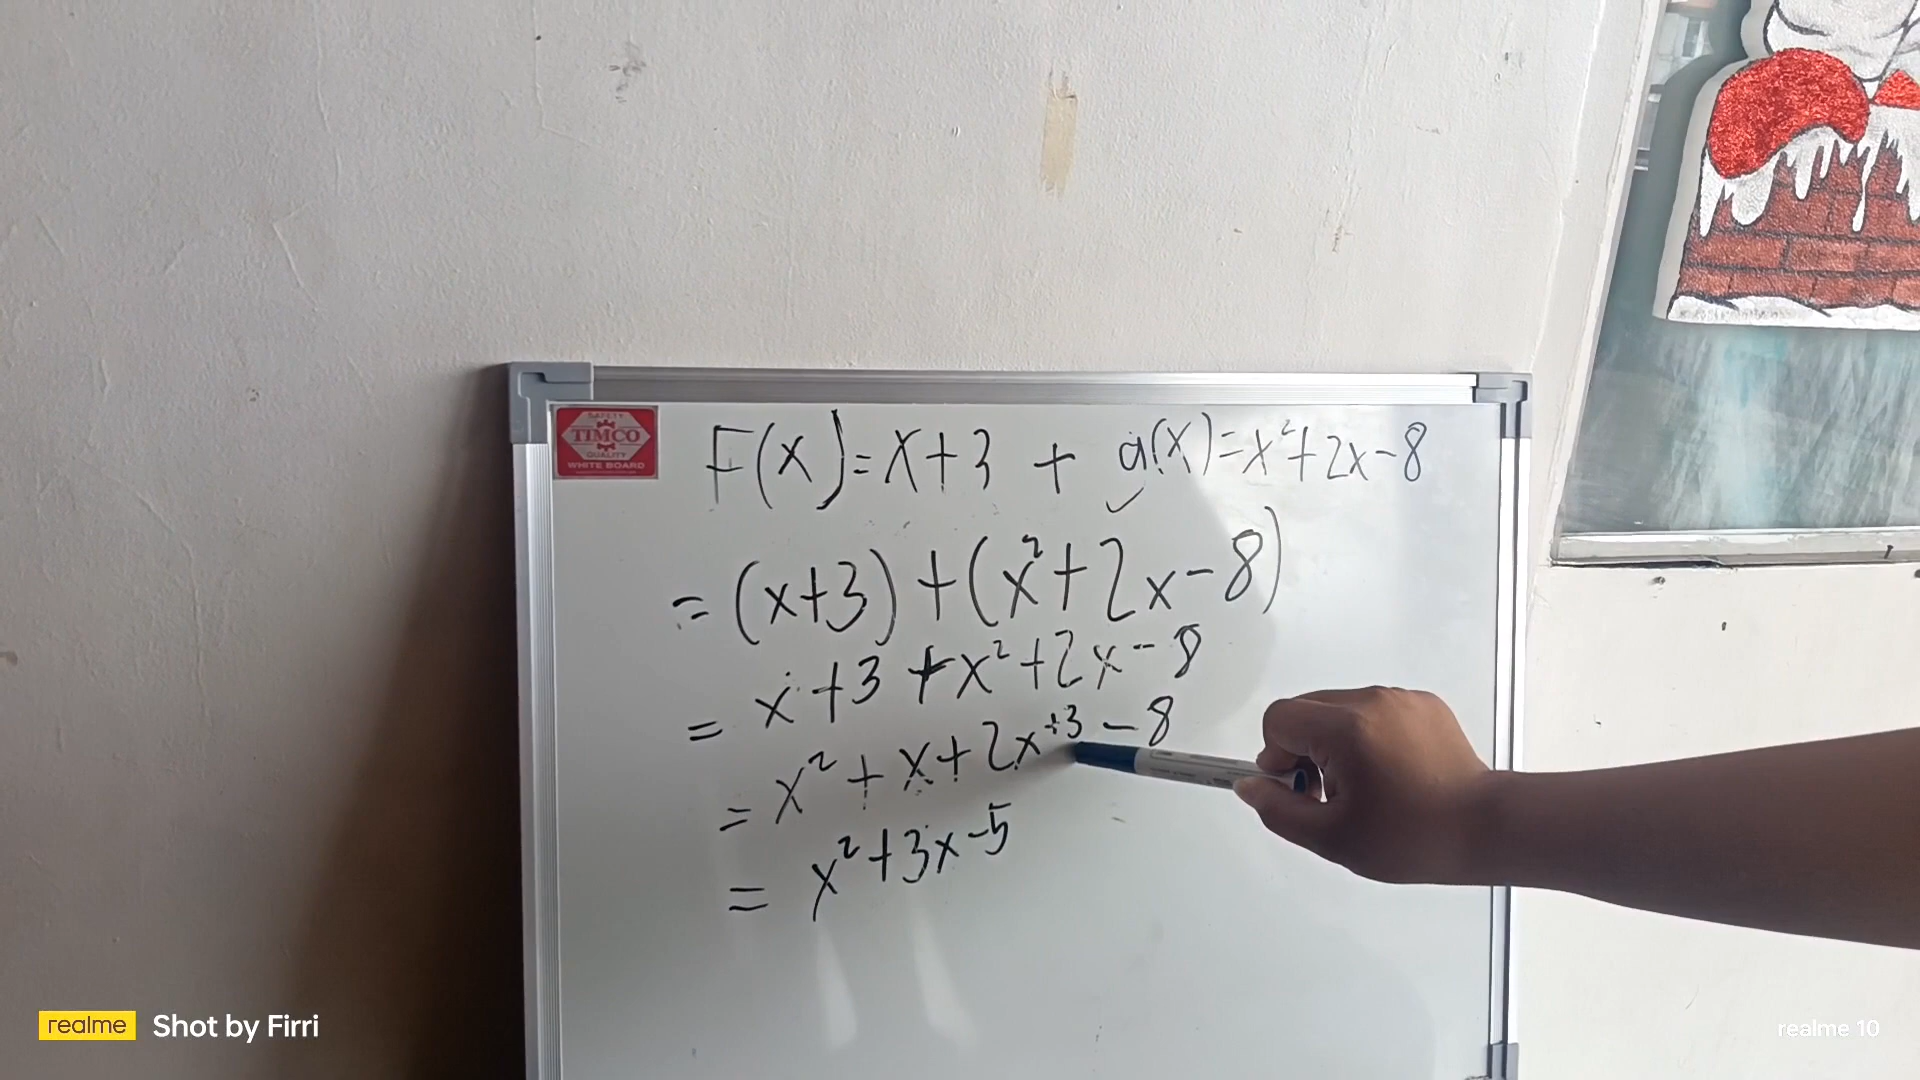 SAFETY
TIMCO
QUALITY
WHITE BOARD
F(x)=x+3 + g(x)=x²+2x-8
=(x+3)+(x²+2x-8)
= x+3+x²+2x-8
= x²+x+2x+3-8
= x²+3x-5
realme Shot by Firri
realme 10